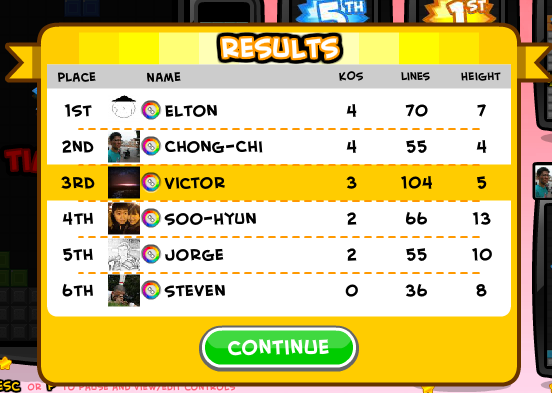 5TH
1ST
RESULTS
PLACE NAME KOS LINES HEIGHT
1ST ELTON 4 70 7
2ND CHONG-CHI 4 55 4
3RD VICTOR 3 104 5
4TH SOO-HYUN 2 66 13
5TH JORGE 2 55 10
6TH STEVEN 0 36 8
CONTINUE
ESC OR P TO PAUSE AND VIEW/EDIT CONTROLS